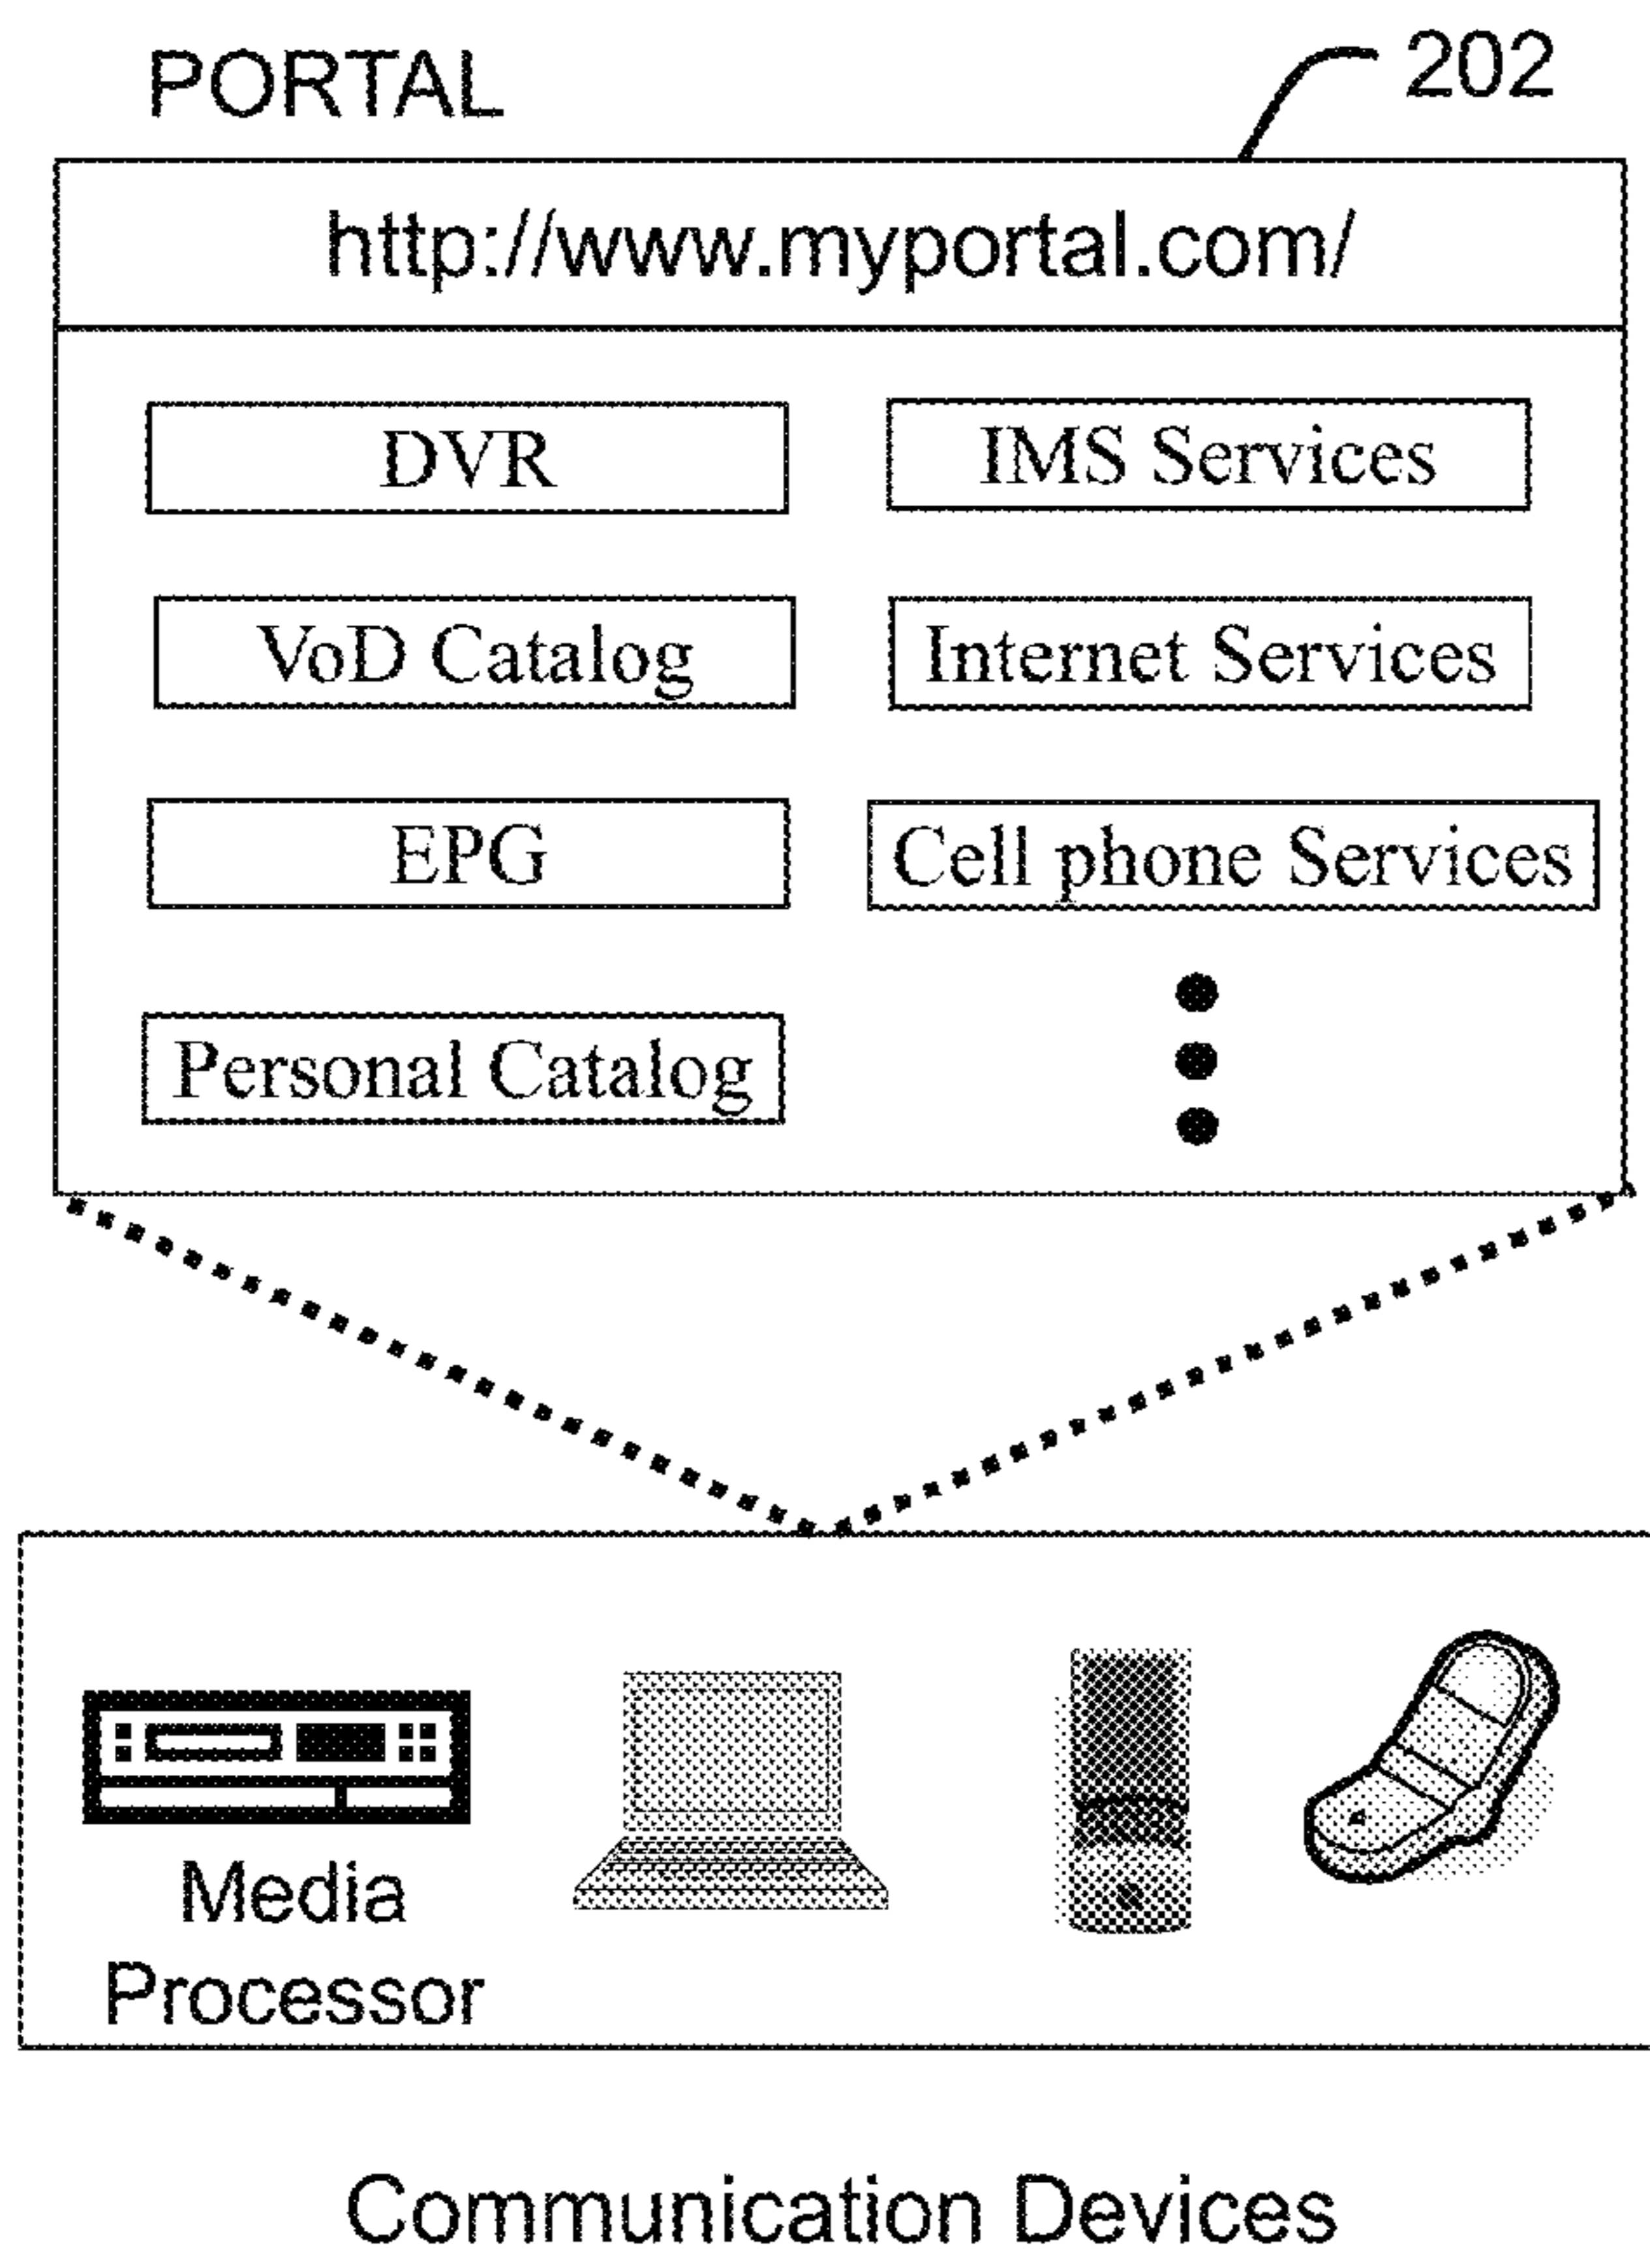 PORTAL
202
http://www.myportal.com/
DVR
IMS Services
VoD Catalog
Internet Services
EPG
Cell phone Services
Personal Catalog
Media
Processor
Communication Devices